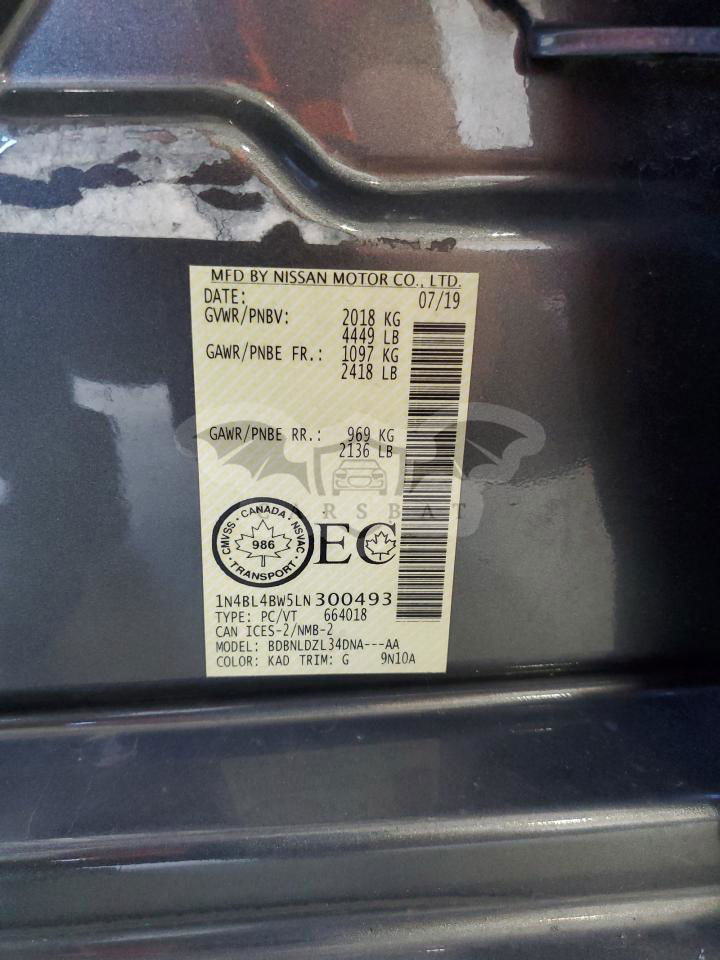 MFD BY NISSAN MOTOR CO., LTD.
DATE: 07/19
GVWR/PNBV: 2018 KG
4449 LB
GAWR/PNBE FR.: 1097 KG
2418 LB
GAWR/PNBE RR.: 969 KG
2136 LB
CARSBAT
CMVSS · CANADA · NSVAC
986
· TRANSPORT ·
EC
1N4BL4BW5LN300493
TYPE: PC/VT 664018
CAN ICES-2/NMB-2
MODEL: BDBNLDZL34DNA---AA
COLOR: KAD TRIM: G 9N10A